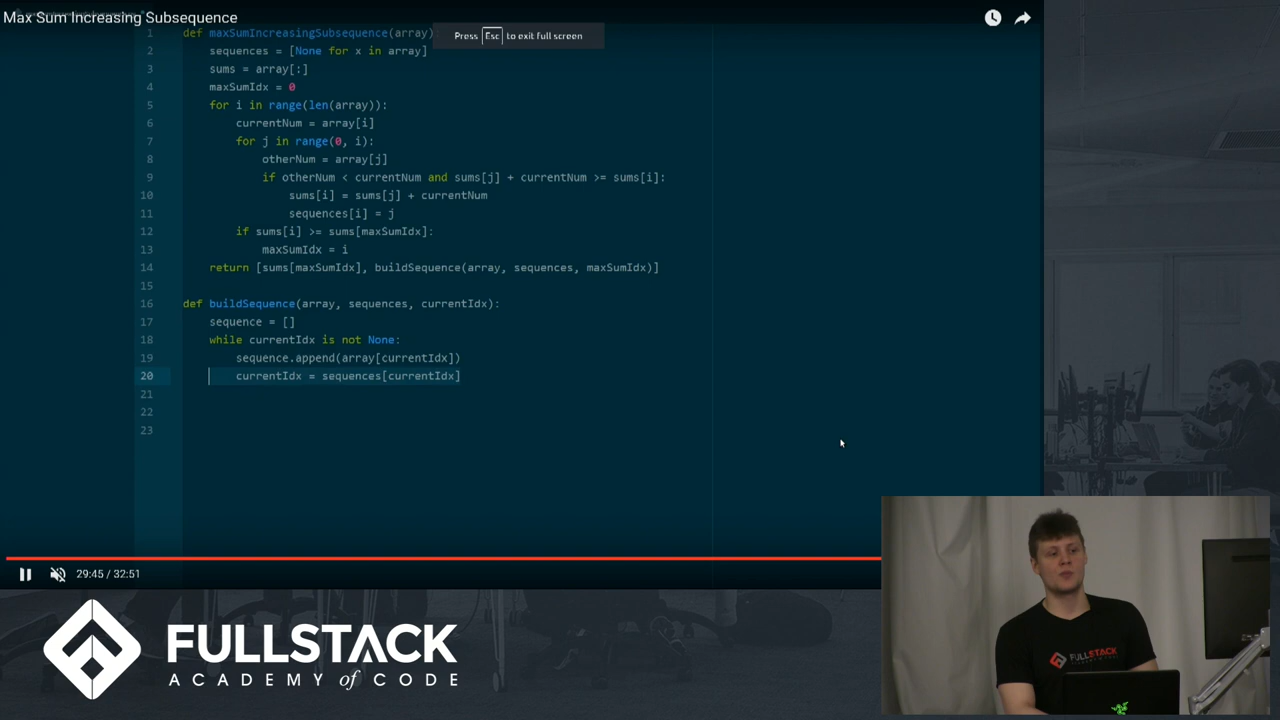 Max Sum Increasing Subsequence
Press Esc to exit full screen
1 def maxSumIncreasingSubsequence(array)
2 sequences = [None for x in array]
3 sums = array[:]
4 maxSumIdx = 0
5 for i in range(len(array)):
6 currentNum = array[i]
7 for j in range(0, i):
8 otherNum = array[j]
9 if otherNum < currentNum and sums[j] + currentNum >= sums[i]:
10 sums[i] = sums[j] + currentNum
11 sequences[i] = j
12 if sums[i] >= sums[maxSumIdx]:
13 maxSumIdx = i
14 return [sums[maxSumIdx], buildSequence(array, sequences, maxSumIdx)]
15
16 def buildSequence(array, sequences, currentIdx):
17 sequence = []
18 while currentIdx is not None:
19 sequence.append(array[currentIdx])
20 currentIdx = sequences[currentIdx]
21
22
23
29:45 / 32:51
FULLSTACK
ACADEMY of CODE
FULLSTACK